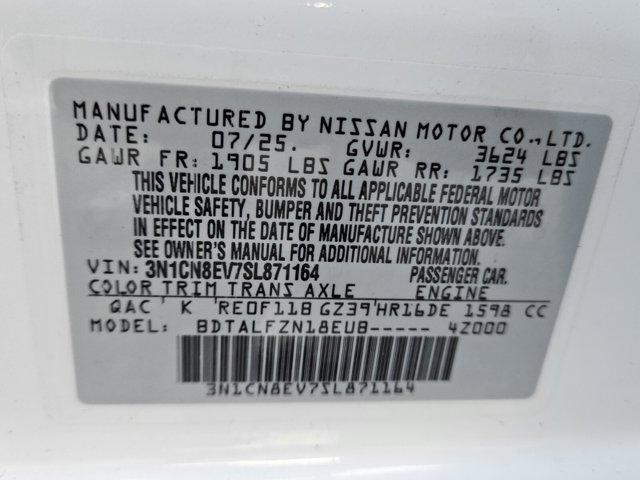 MANUFACTURED BY NISSAN MOTOR CO.,LTD.
DATE: 07/25. GVWR: 3624 LBS
GAWR FR: 1905 LBS GAWR RR: 1735 LBS
THIS VEHICLE CONFORMS TO ALL APPLICABLE FEDERAL MOTOR
VEHICLE SAFETY, BUMPER AND THEFT PREVENTION STANDARDS
IN EFFECT ON THE DATE OF MANUFACTURE SHOWN ABOVE.
SEE OWNER'S MANUAL FOR ADDITIONAL INFORMATION.
VIN: 3N1CN8EV7SL871164 PASSENGER CAR.
COLOR TRIM TRANS AXLE ENGINE
QAC ' K 'RE0F11B GZ39'HR16DE 1598 CC
MODEL: BDTALFZN18EUB----- 4Z000
3N1CN8EV7SL871164